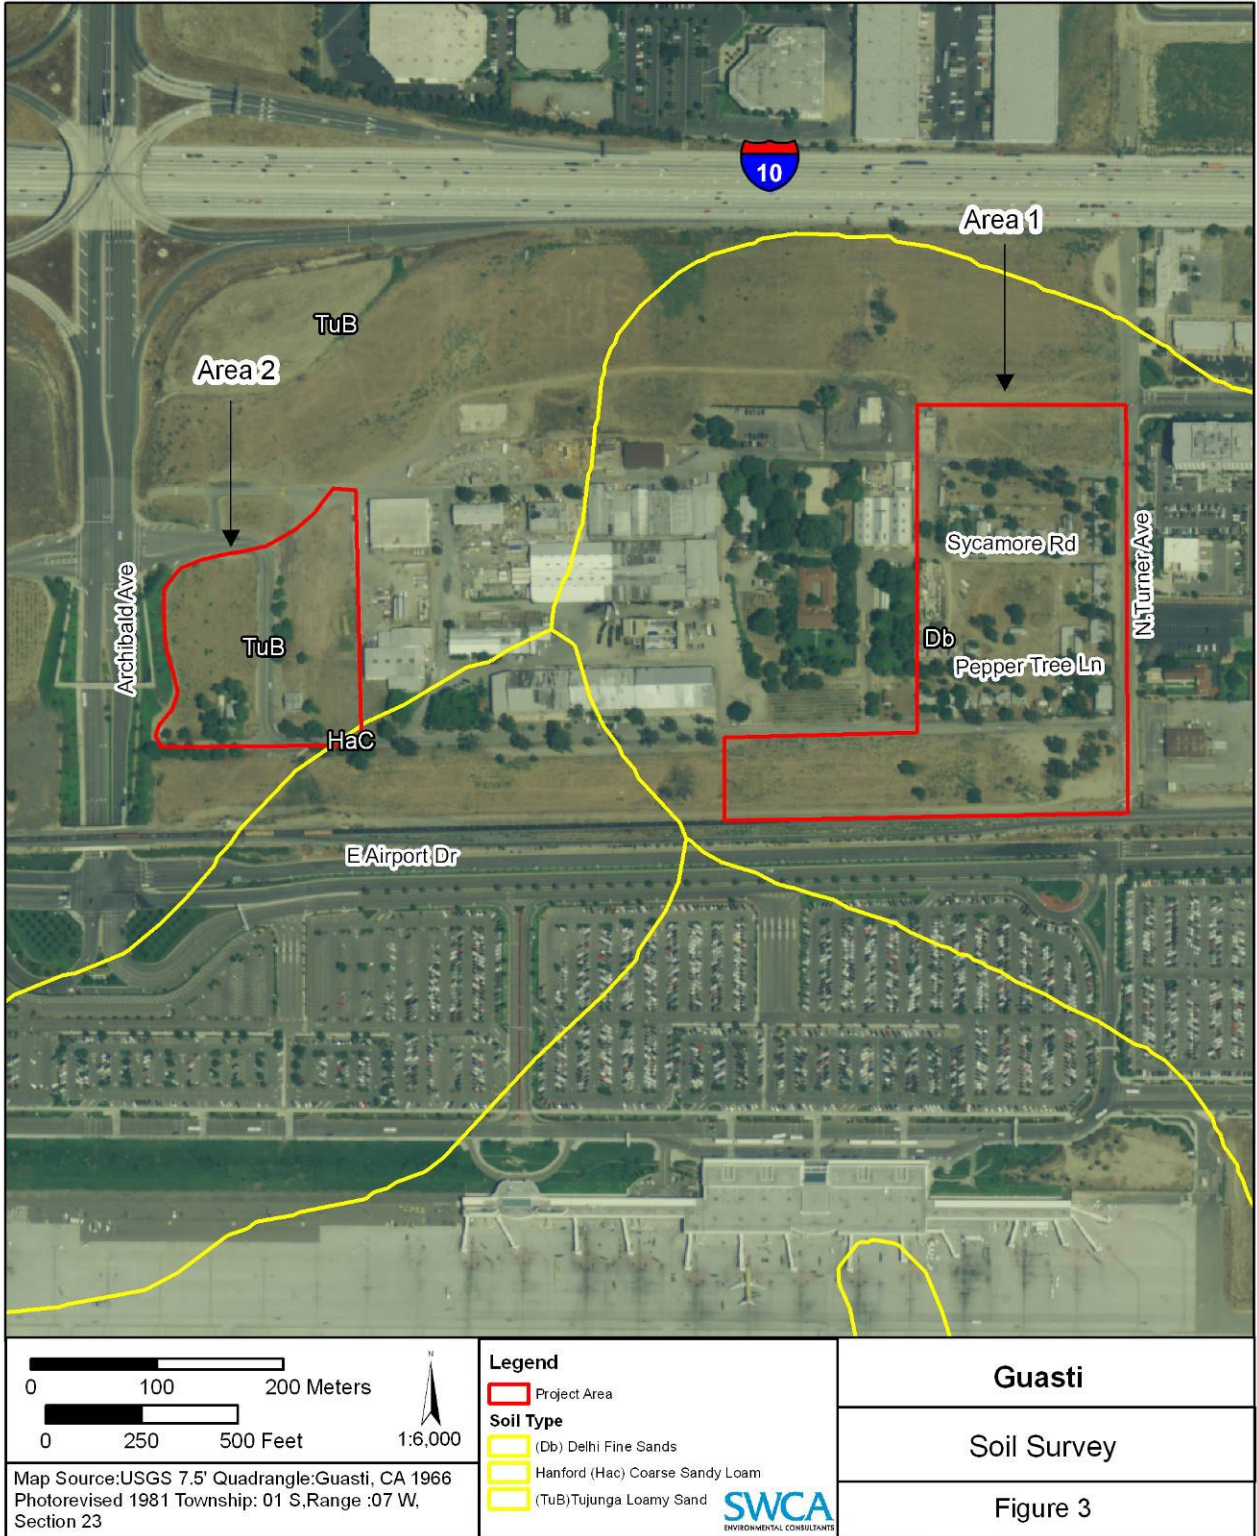 10
Area 1
TuB
Area 2
Sycamore Rd
N. Turner Ave
Archibald Ave
TuB
Db
Pepper Tree Ln
HaC
E Airport Dr
0 100 200 Meters
0 250 500 Feet
N
1:6,000
Map Source:USGS 7.5' Quadrangle:Guasti, CA 1966
Photorevised 1981 Township: 01 S,Range :07 W,
Section 23
Legend
Project Area
Soil Type
(Db) Delhi Fine Sands
Hanford (Hac) Coarse Sandy Loam
(TuB)Tujunga Loamy Sand
SWCA
ENVIRONMENTAL CONSULTANTS
Guasti
Soil Survey
Figure 3